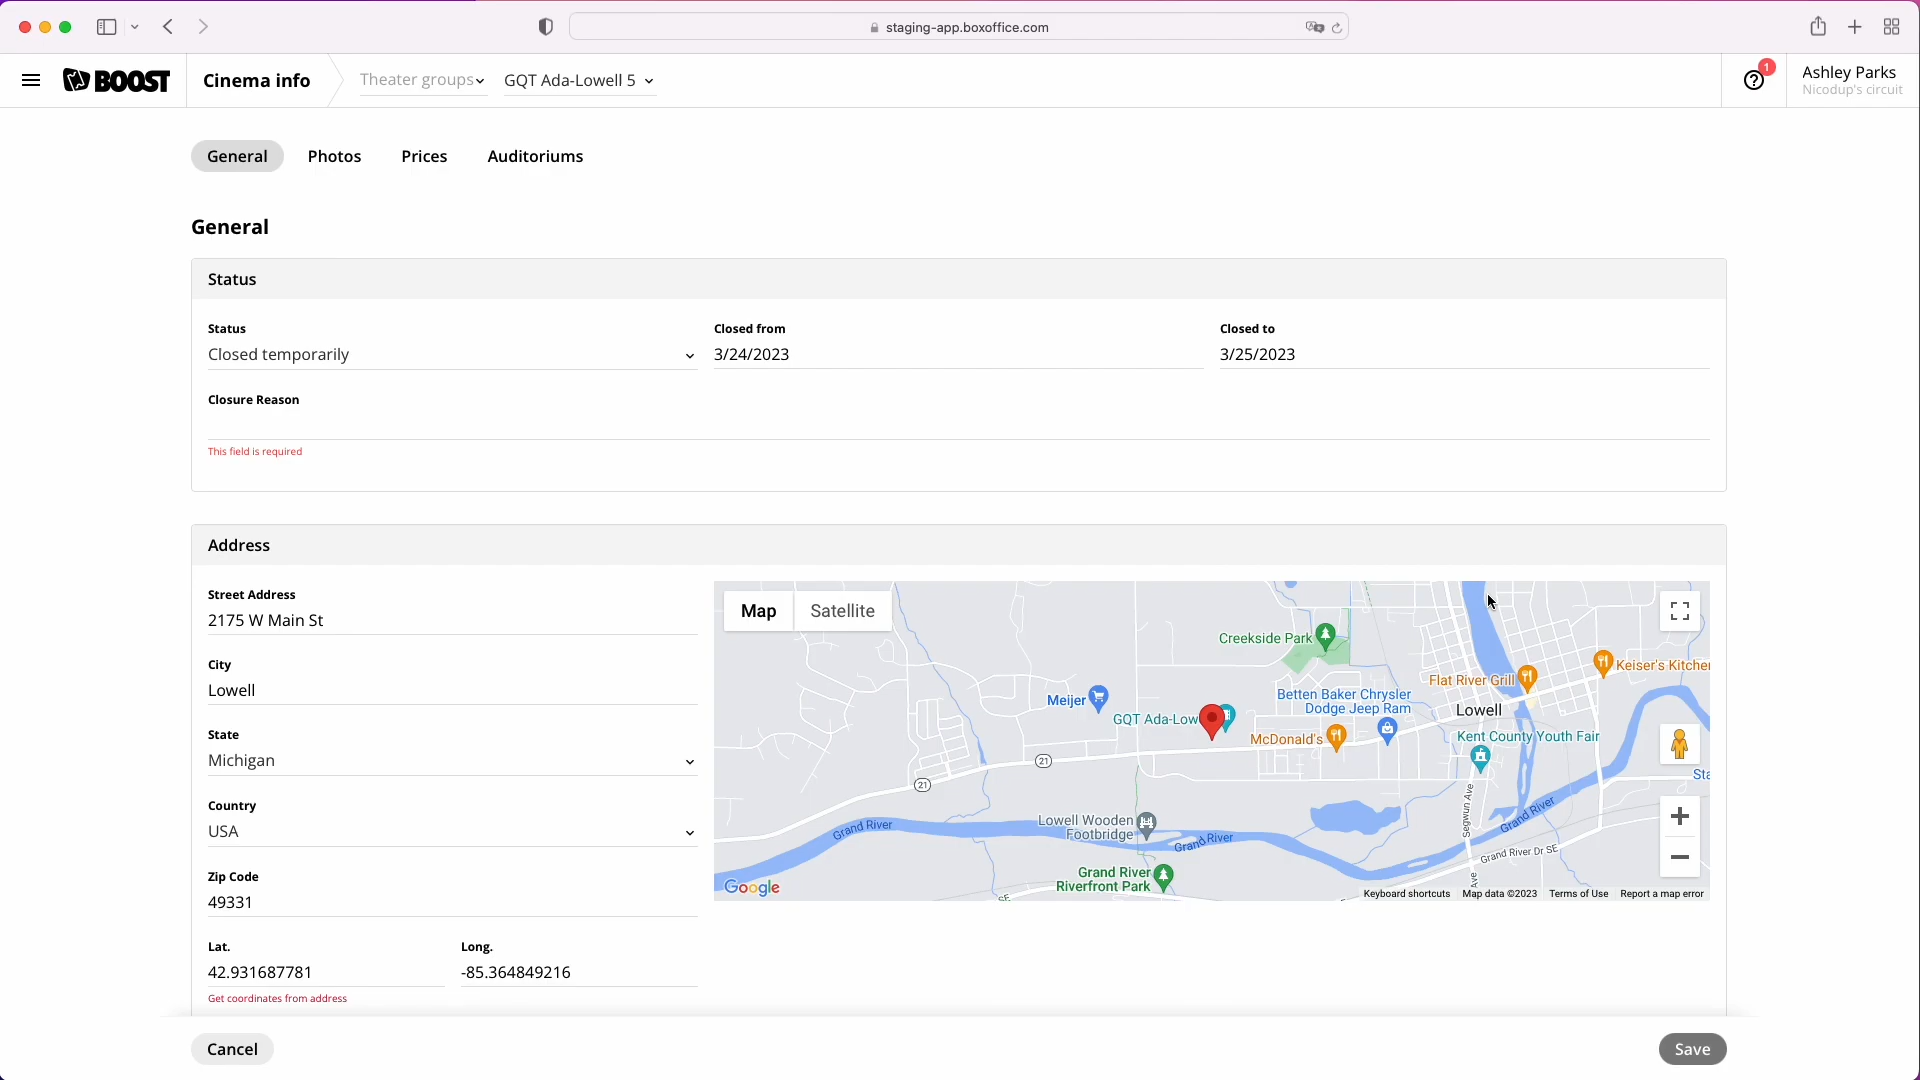 staging-app.boxoffice.com
BOOST
Cinema info
Theater groups
GQT Ada-Lowell 5
1
Ashley Parks
Nicodup's circuit
General
Photos
Prices
Auditoriums
General
Status
Status
Closed from
Closed to
Closed temporarily
3/24/2023
3/25/2023
Closure Reason
This field is required
Address
Street Address
2175 W Main St
City
Lowell
State
Michigan
Country
USA
Zip Code
49331
Lat.
Long.
42.931687781
-85.364849216
Get coordinates from address
Map
Satellite
Creekside Park
Keiser's Kitchen
Flat River Grill
Meijer
Betten Baker Chrysler
Dodge Jeep Ram
Lowell
GQT Ada-Low
McDonald's
Kent County Youth Fair
21
Sta
21
Segwun Ave
Grand River
Grand River
Lowell Wooden
Footbridge
Grand River
Grand River Dr SE
Grand River
Riverfront Park
Ave
SE
Google
Keyboard shortcuts
Map data ©2023
Terms of Use
Report a map error
Cancel
Save